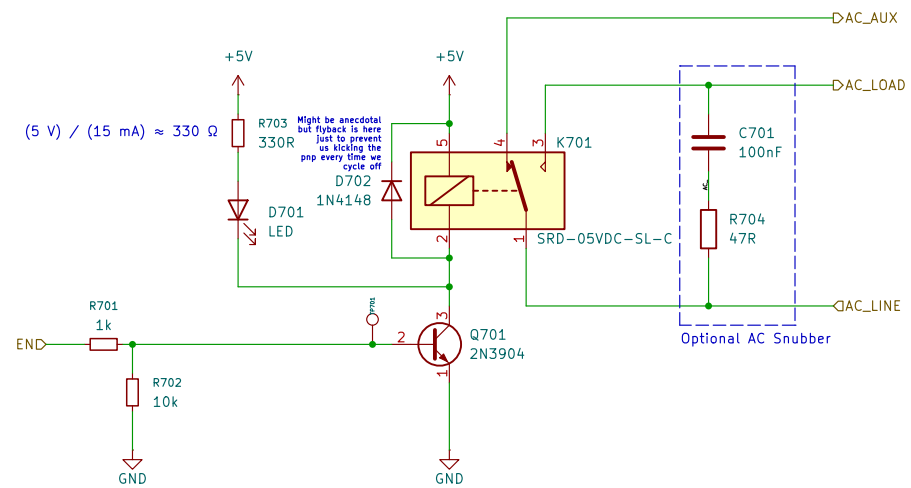 AC_AUX
+5V
+5V
AC_LOAD
(5 V) / (15 mA) ≈ 330 Ω
R703
330R
Might be anecdotal
but flyback is here
just to prevent
us kicking the
pnp every time we
cycle off
5
4
3
K701
C701
100nF
D702
1N4148
AC_
D701
LED
2
1
SRD-05VDC-SL-C
R704
47R
R701
1k
TP701
3
AC_LINE
EN
2
Q701
2N3904
Optional AC Snubber
R702
10k
1
GND
GND